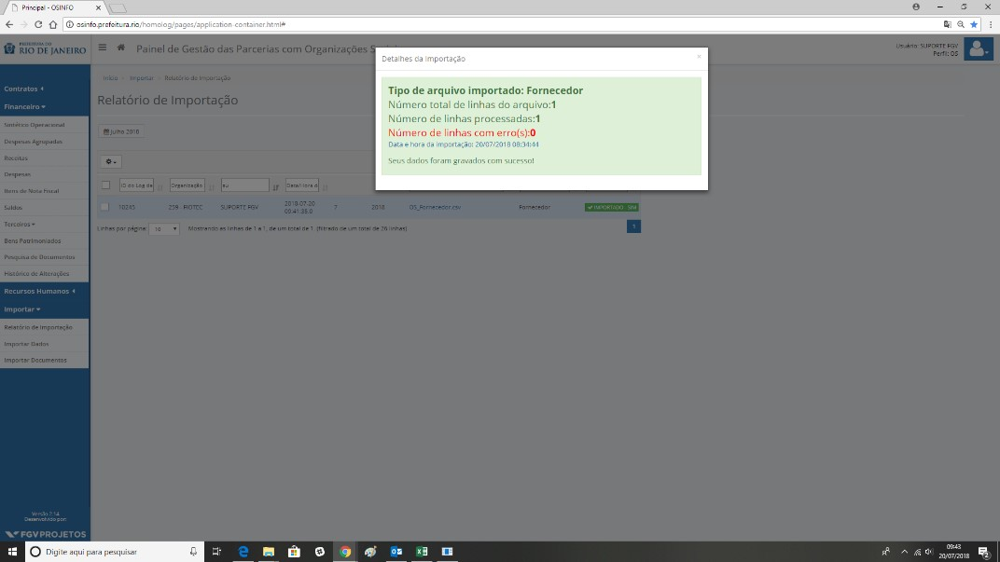 Principal - OSINFO
osinfo.prefeitura.rio/homolog/pages/application-container.html#
PREFEITURA DO
RIO DE JANEIRO
Painel de Gestão das Parcerias com Organizações S
Usuário: SUPORTE FGV
Perfil: OS
Contratos
Financeiro
Sintético Operacional
Despesas Agrupadas
Receitas
Despesas
Itens de Nota Fiscal
Saldos
Terceiros
Bens Patrimoniados
Pesquisa de Documentos
Histórico de Alterações
Recursos Humanos
Importar
Relatório de Importação
Importar Dados
Importar Documentos
Versão 2.14
Desenvolvido por:
FGV PROJETOS
Início Importar Relatório de Importação
Relatório de Importação
Julho 2018
ID do Log de Organização su Data/Hora d
10245 259 - FIOTEC SUPORTE FGV 2018-07-20 09:41:35.0 7 2018 OS_Fornecedor.csv Fornecedor IMPORTADO - SIM
Linhas por página: 10 Mostrando as linhas de 1 a 1, de um total de 1. (filtrado de um total de 26 linhas) 1
Detalhes da Importação ×
Tipo de arquivo importado: Fornecedor
Número total de linhas do arquivo:1
Número de linhas processadas:1
Número de linhas com erro(s):0
Data e hora da importação: 20/07/2018 08:34:44
Seus dados foram gravados com sucesso!
Digite aqui para pesquisar
09:43
20/07/2018